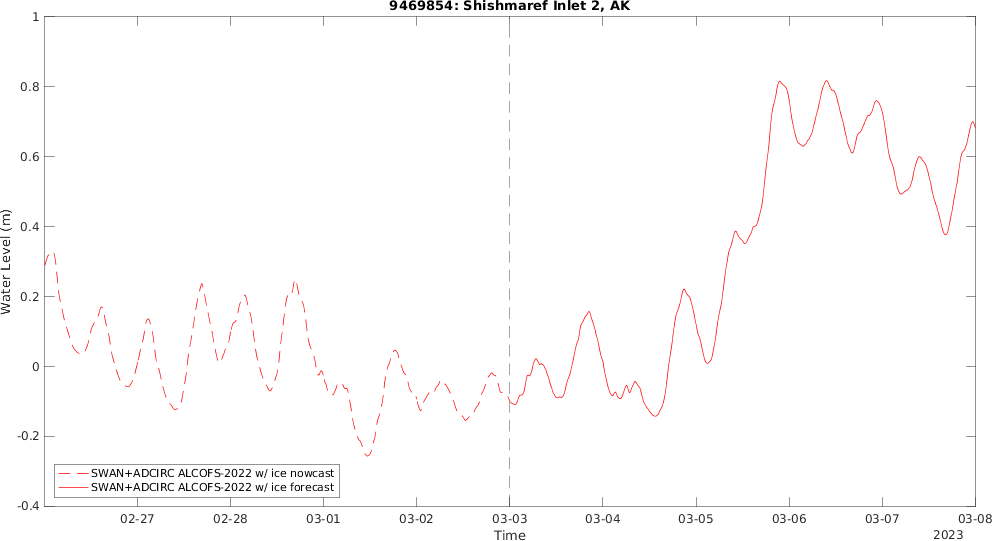 9469854: Shishmaref Inlet 2, AK
1
0.8
0.6
0.4
0.2
0
-0.2
-0.4
Water Level (m)
SWAN+ADCIRC ALCOFS-2022 w/ ice nowcast
SWAN+ADCIRC ALCOFS-2022 w/ ice forecast
02-27 02-28 03-01 03-02 03-03 03-04 03-05 03-06 03-07 03-08
Time
2023